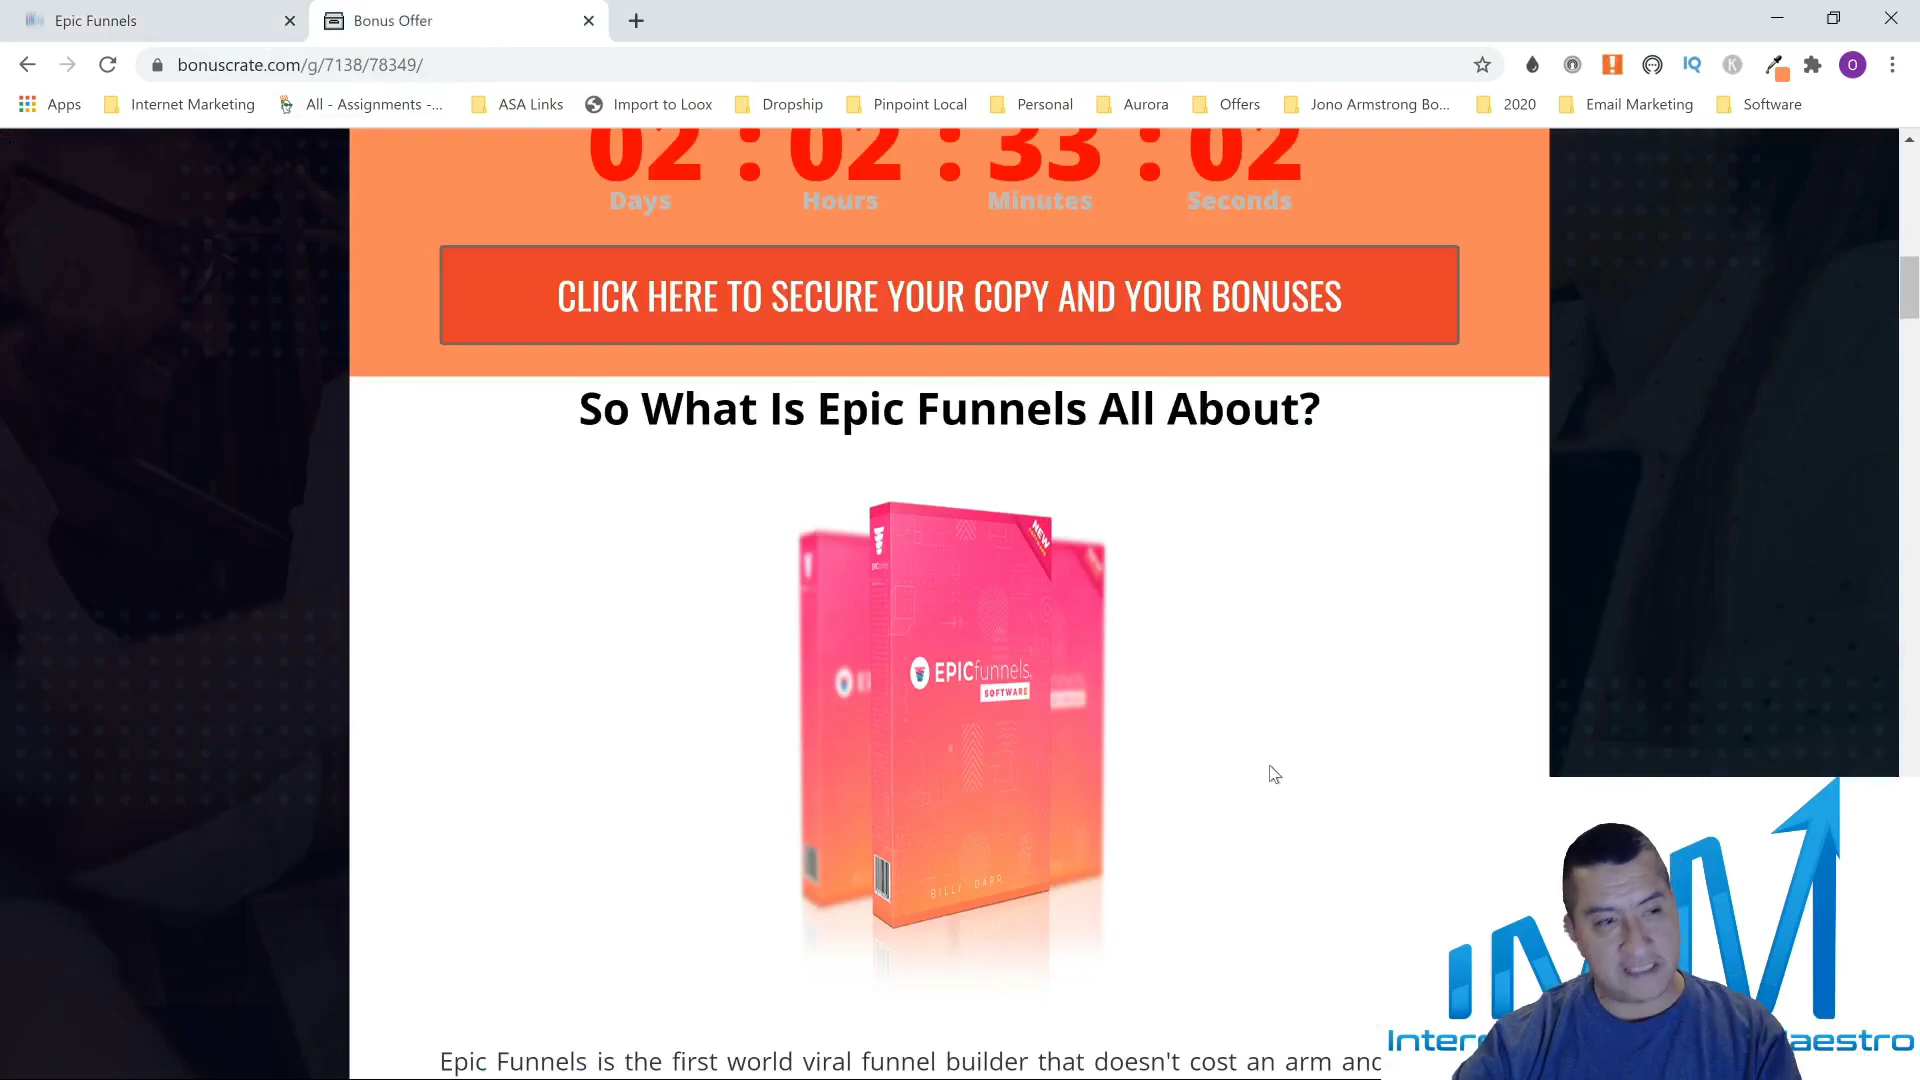 Epic Funnels
Bonus Offer
bonuscrate.com/g/7138/78349/
Apps
Internet Marketing
All - Assignments -...
ASA Links
Import to Loox
Dropship
Pinpoint Local
Personal
Aurora
Offers
Jono Armstrong Bo...
2020
Email Marketing
Software
IQ
K
O
02 : 02 : 33 : 02
Days Hours Minutes Seconds
CLICK HERE TO SECURE YOUR COPY AND YOUR BONUSES
So What Is Epic Funnels All About?
NEW
EPICfunnels
SOFTWARE
BILLY DARR
Epic Funnels is the first world viral funnel builder that doesn't cost an arm and